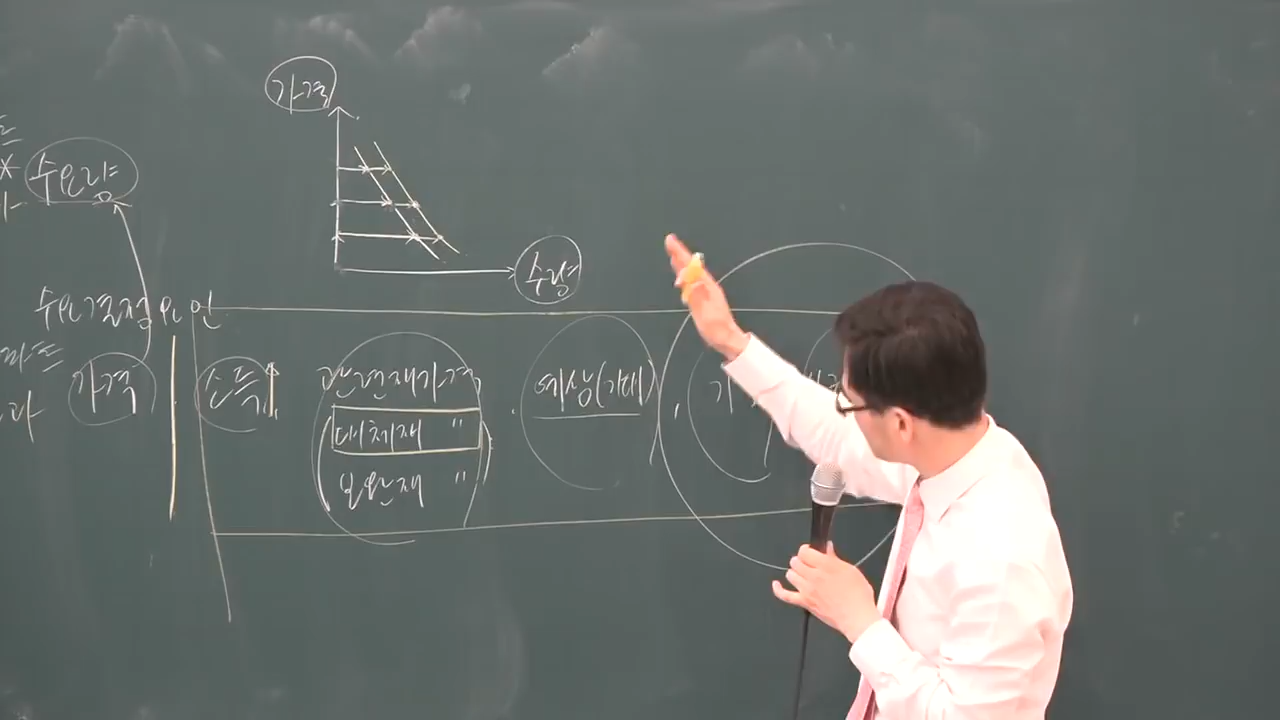 가격
수요량
수량
수요결정요인
가격
소득
관련재가격
대체재 "
보완재 "
예상(기대)
기